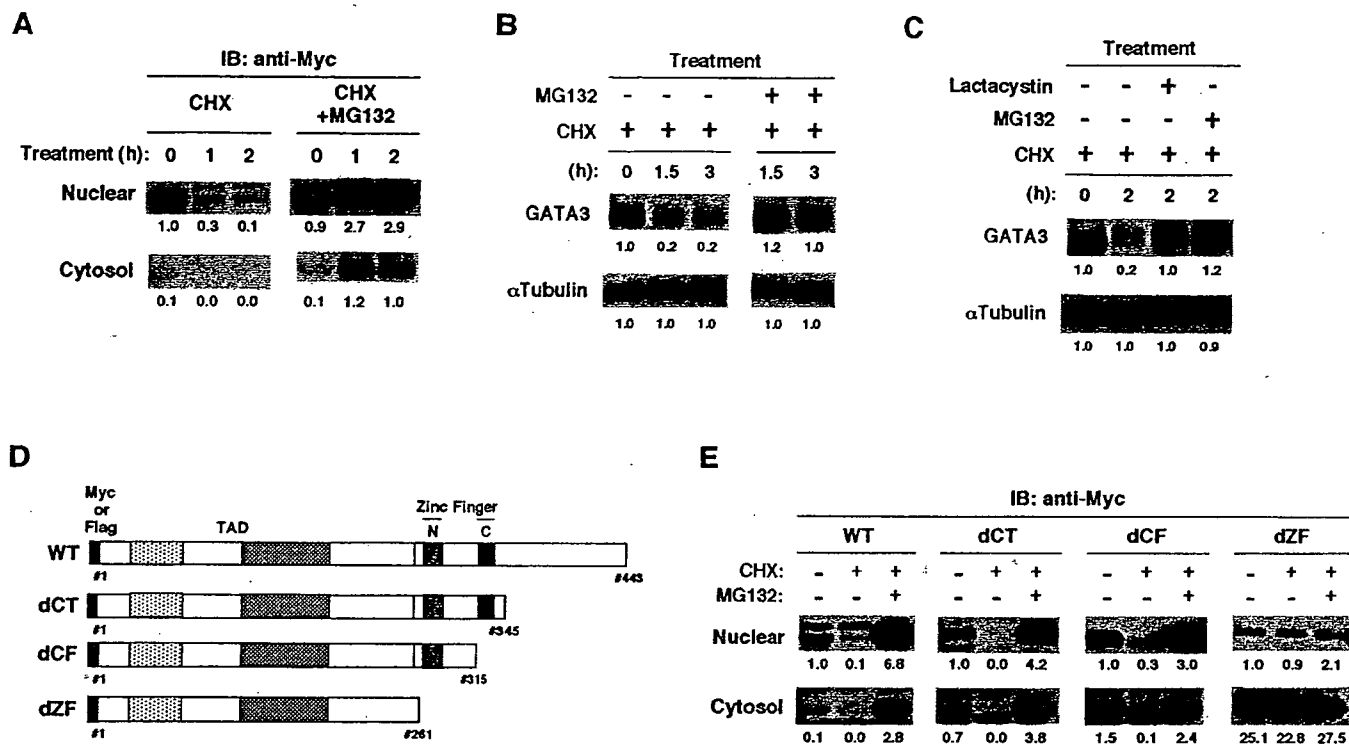 A
IB: anti-Myc
CHX
CHX +MG132
Treatment (h): 0 1 2 0 1 2
Nuclear
1.0 0.3 0.1 0.9 2.7 2.9
Cytosol
0.1 0.0 0.0 0.1 1.2 1.0
B
Treatment
MG132 - - - + +
CHX + + + + +
(h): 0 1.5 3 1.5 3
GATA3
1.0 0.2 0.2 1.2 1.0
αTubulin
1.0 1.0 1.0 1.0 1.0
C
Treatment
Lactacystin - - + -
MG132 - - - +
CHX + + + +
(h): 0 2 2 2
GATA3
1.0 0.2 1.0 1.2
αTubulin
1.0 1.0 1.0 0.9
D
Myc or Flag
TAD
Zinc Finger
N C
WT
#1 #443
dCT
#1 #345
dCF
#1 #315
dZF
#1 #261
E
IB: anti-Myc
WT dCT dCF dZF
CHX: - + + - + + - + + - + +
MG132: - - + - - + - - + - - +
Nuclear
1.0 0.1 6.8 1.0 0.0 4.2 1.0 0.3 3.0 1.0 0.9 2.1
Cytosol
0.1 0.0 2.8 0.7 0.0 3.8 1.5 0.1 2.4 25.1 22.8 27.5